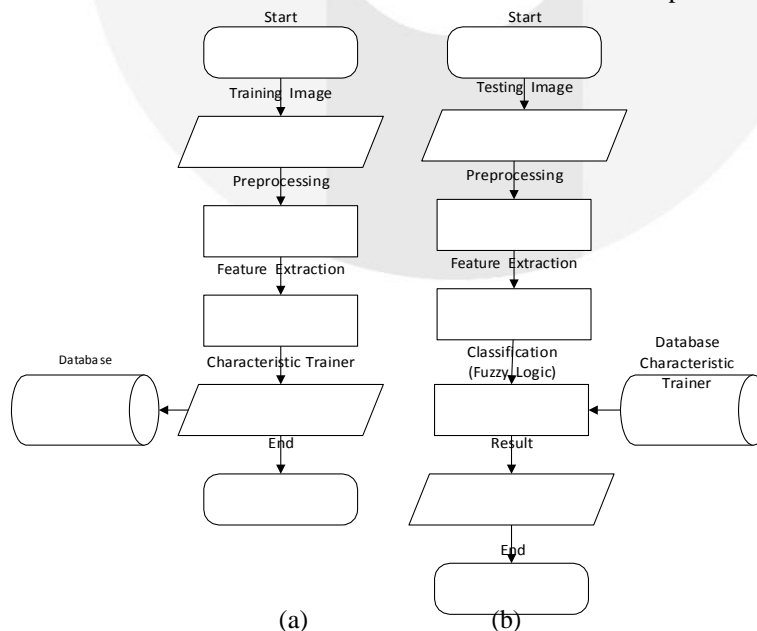 Start
Training Image
Preprocessing
Feature Extraction
Characteristic Trainer
Database
End
(a)
Start
Testing Image
Preprocessing
Feature Extraction
Classification
(Fuzzy Logic)
Database
Characteristic
Trainer
Result
End
(b)